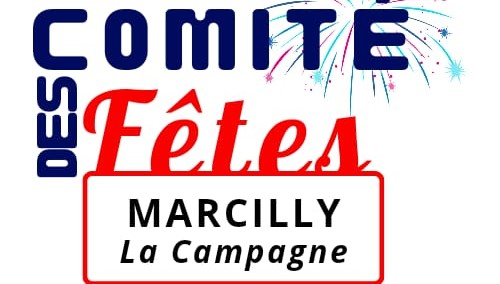 COMITÉ
DES
Fêtes
MARCILLY
La Campagne